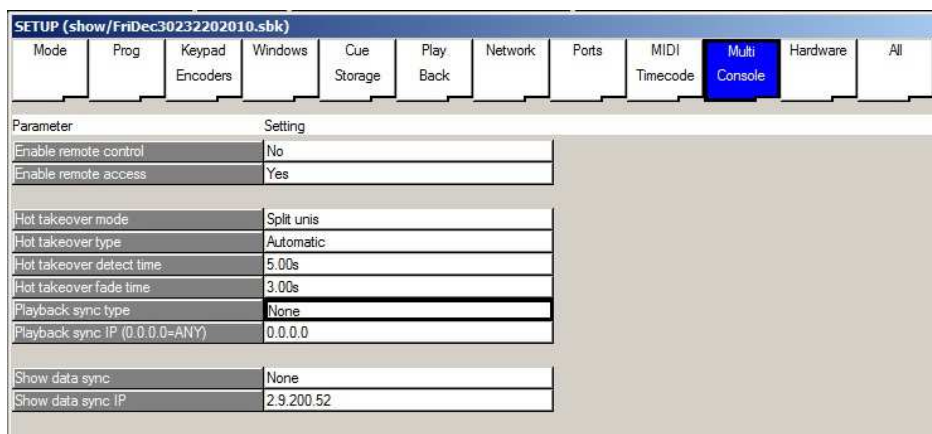 SETUP (show/FriDec30232202010.sbk)
Mode Prog Keypad Encoders Windows Cue Storage Play Back Network Ports MIDI Timecode Multi Console Hardware All
Parameter Setting
Enable remote control No
Enable remote access Yes
Hot takeover mode Split unis
Hot takeover type Automatic
Hot takeover detect time 5.00s
Hot takeover fade time 3.00s
Playback sync type None
Playback sync IP (0.0.0.0=ANY) 0.0.0.0
Show data sync None
Show data sync IP 2.9.200.52